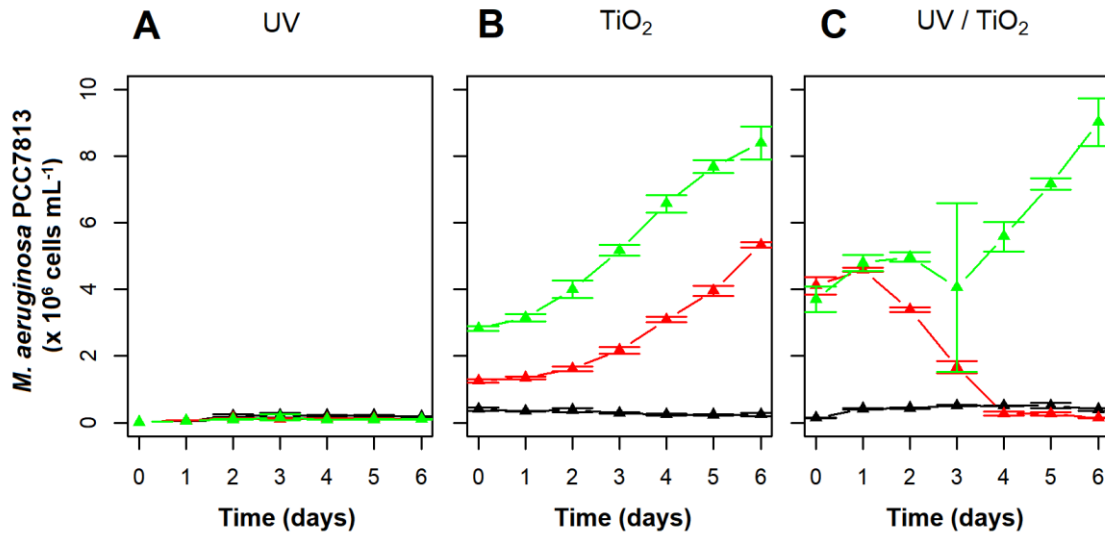 A UV
B TiO₂
C UV / TiO₂
M. aeruginosa PCC7813
(x 10⁶ cells mL⁻¹)
10
8
6
4
2
0
0 1 2 3 4 5 6
0 1 2 3 4 5 6
0 1 2 3 4 5 6
Time (days)
Time (days)
Time (days)